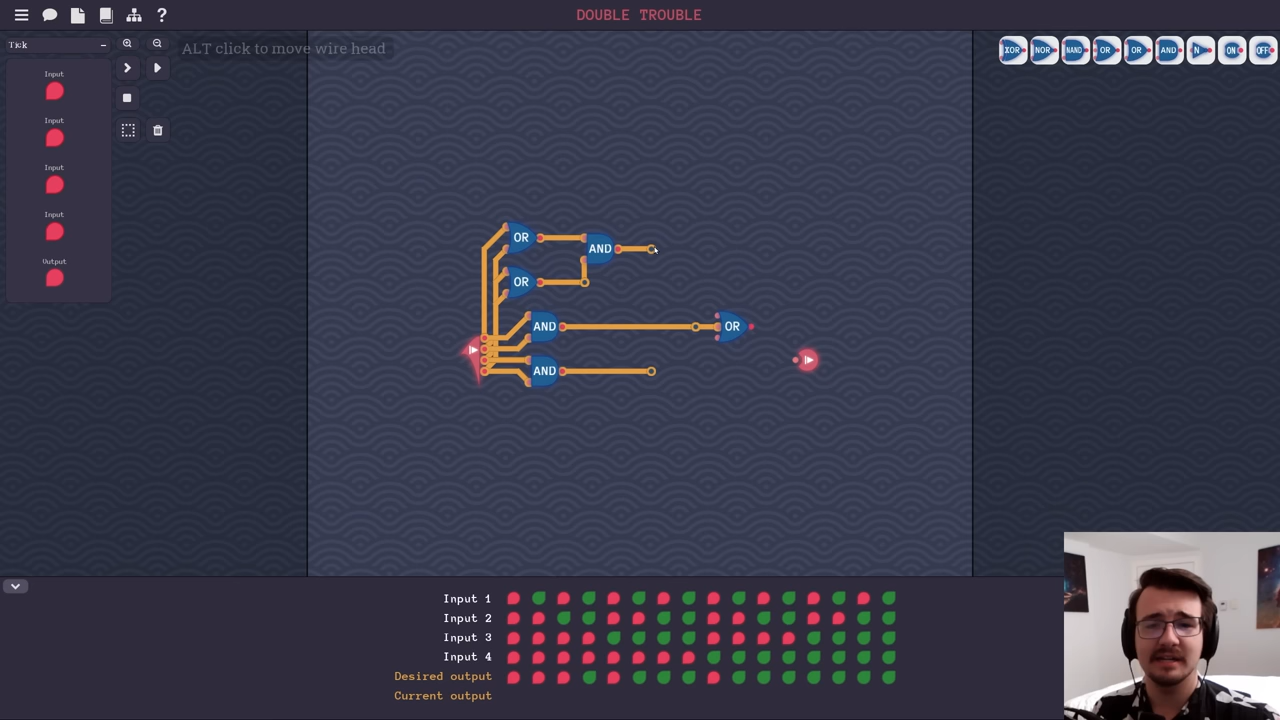 DOUBLE TROUBLE
Tick
ALT click to move wire head
XOR
NOR
NAND
OR
OR
AND
N
ON
OFF
Input
Input
Input
Input
Output
OR
AND
OR
AND
OR
AND
Input 1
Input 2
Input 3
Input 4
Desired output
Current output